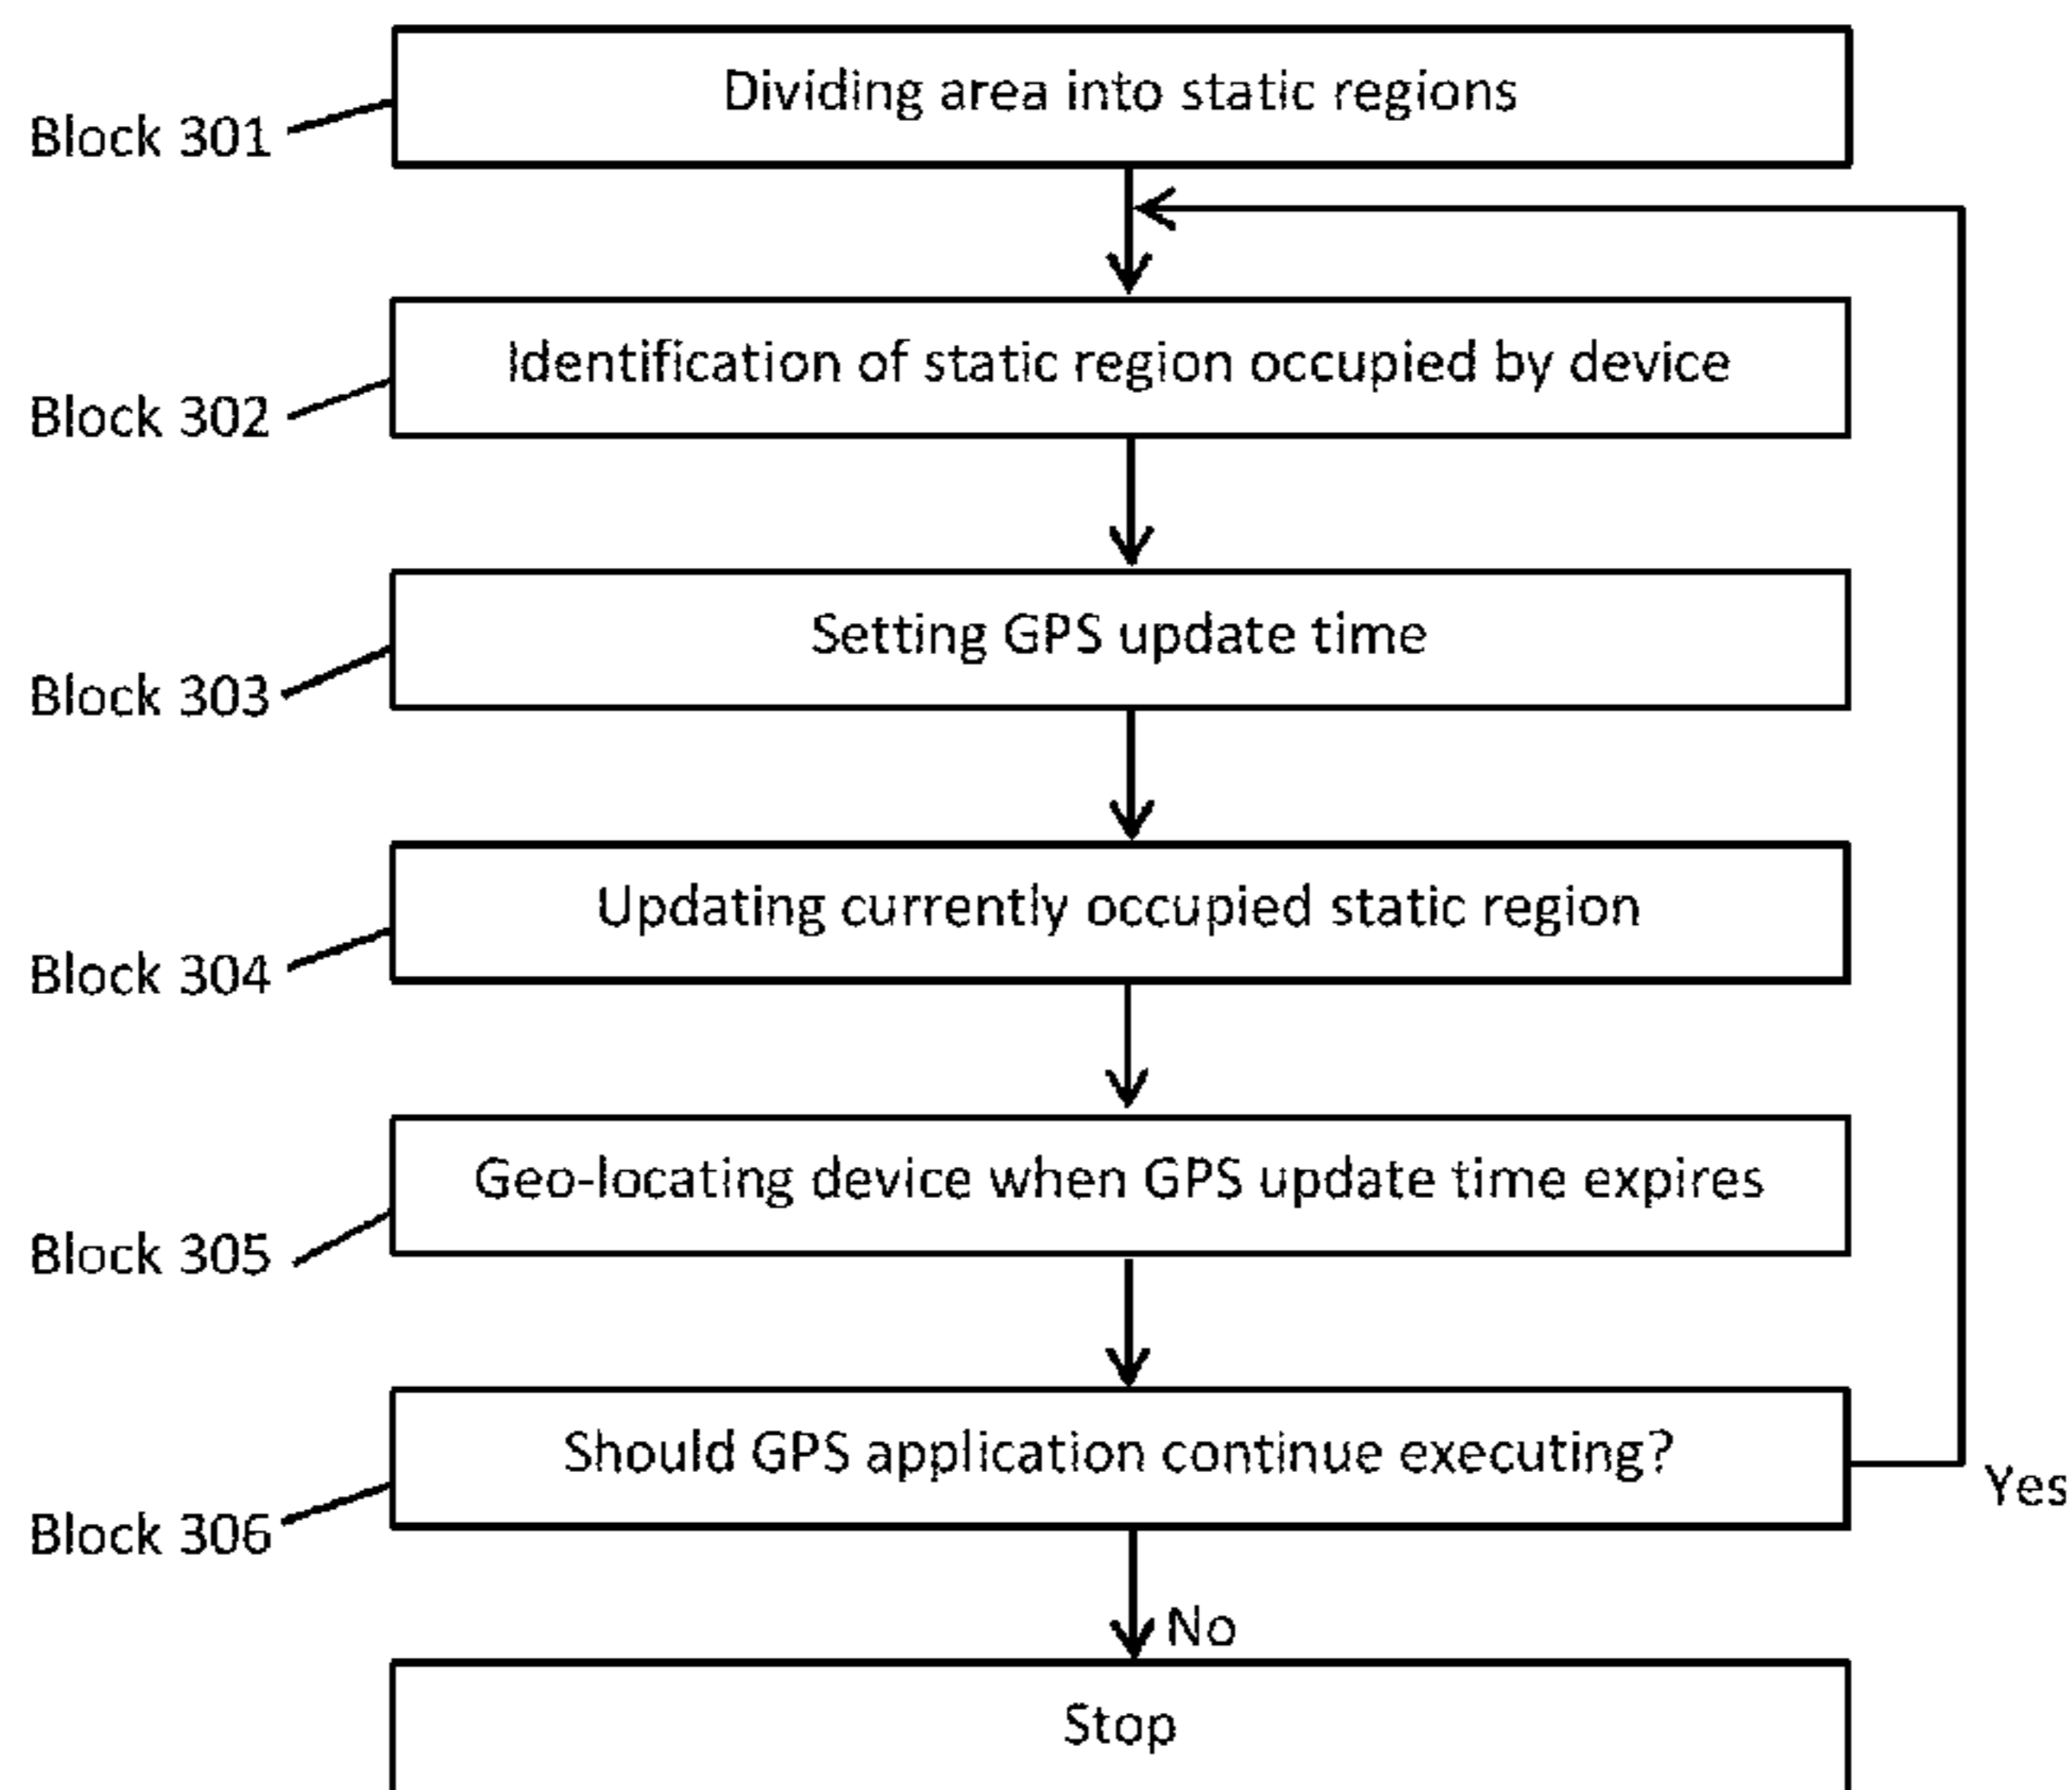 Dividing area into static regions
Block 301
Identification of static region occupied by device
Block 302
Setting GPS update time
Block 303
Updating currently occupied static region
Block 304
Geo-locating device when GPS update time expires
Block 305
Should GPS application continue executing?
Yes
Block 306
No
Stop